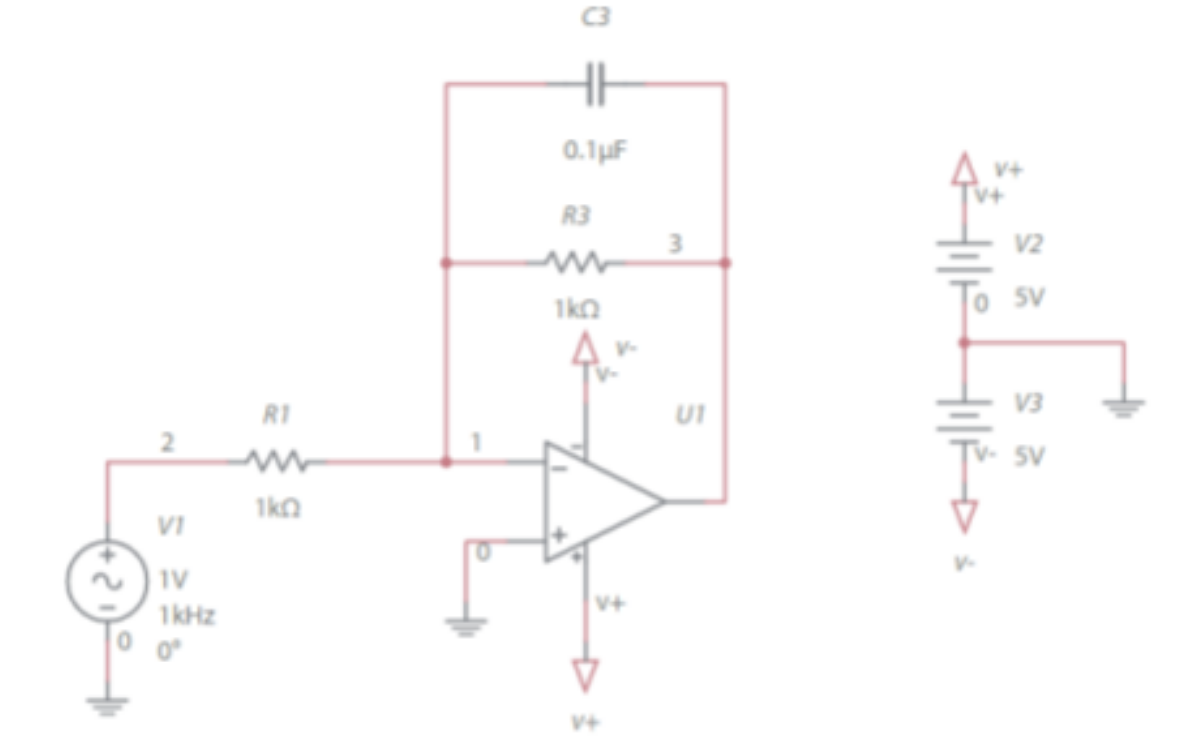 C3
0.1μF
R3
3
1kΩ
v-
v-
R1
2
1
U1
1kΩ
V1
1V
1kHz
0°
0
0
v+
v+
v+
v+
V2
0
5V
V3
v-
5V
v-